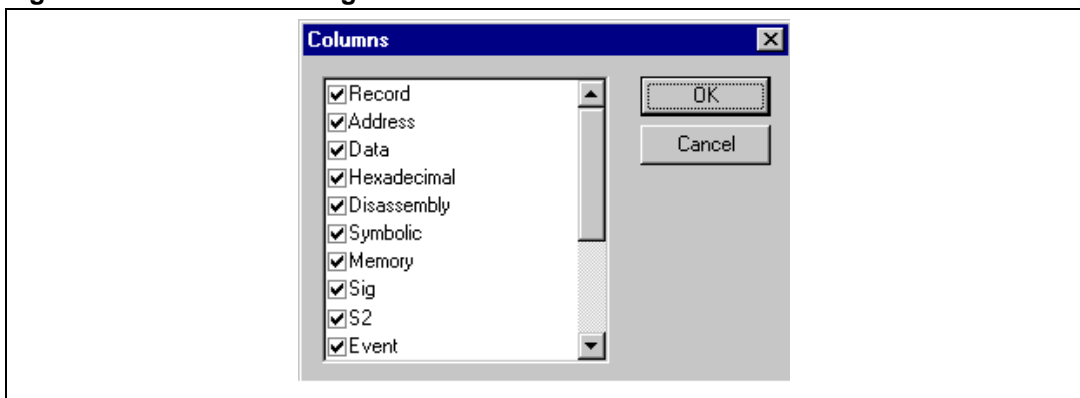 Columns
Record
Address
Data
Hexadecimal
Disassembly
Symbolic
Memory
Sig
S2
Event
OK
Cancel